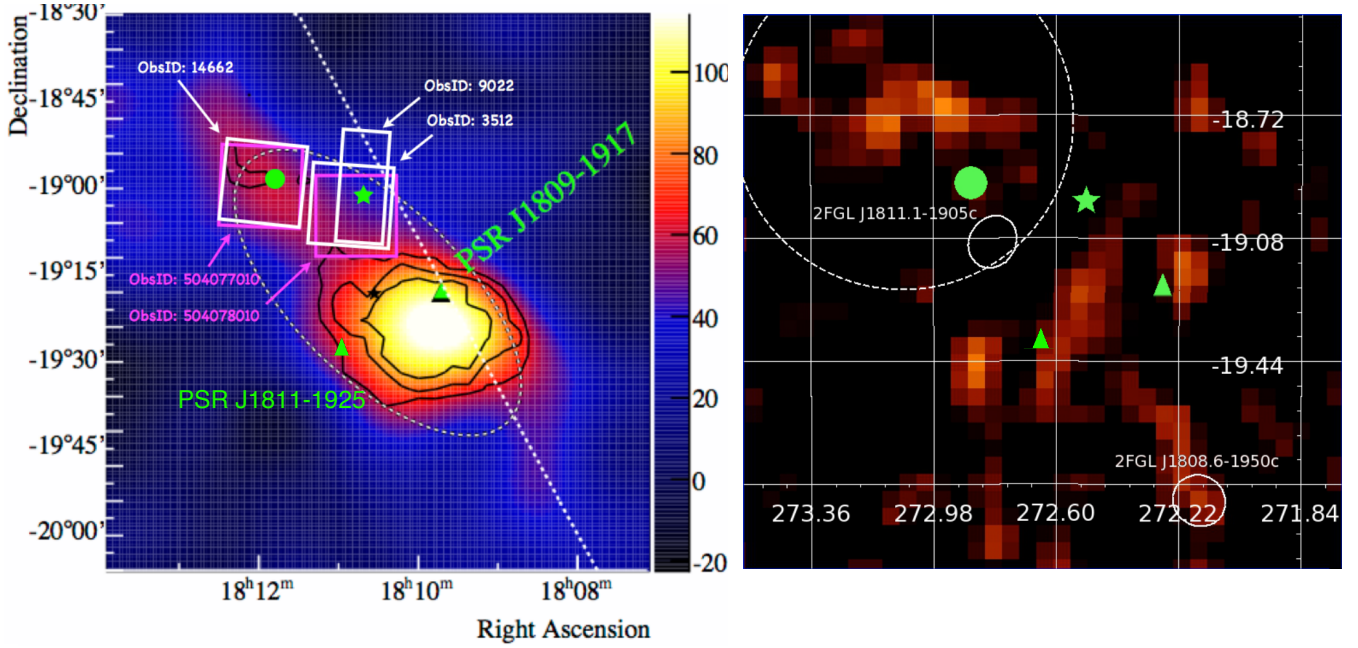 -18°30'
-18°45'
-19°00'
-19°15'
-19°30'
-19°45'
-20°00'
Declination
ObsID: 14662
ObsID: 9022
ObsID: 3512
PSR J1809-1917
ObsID: 504077010
ObsID: 504078010
PSR J1811-1925
18h12m
18h10m
18h08m
Right Ascension
100
80
60
40
20
0
-20
-18.72
2FGL J1811.1-1905c
-19.08
-19.44
2FGL J1808.6-1950c
273.36
272.98
272.60
272.22
271.84